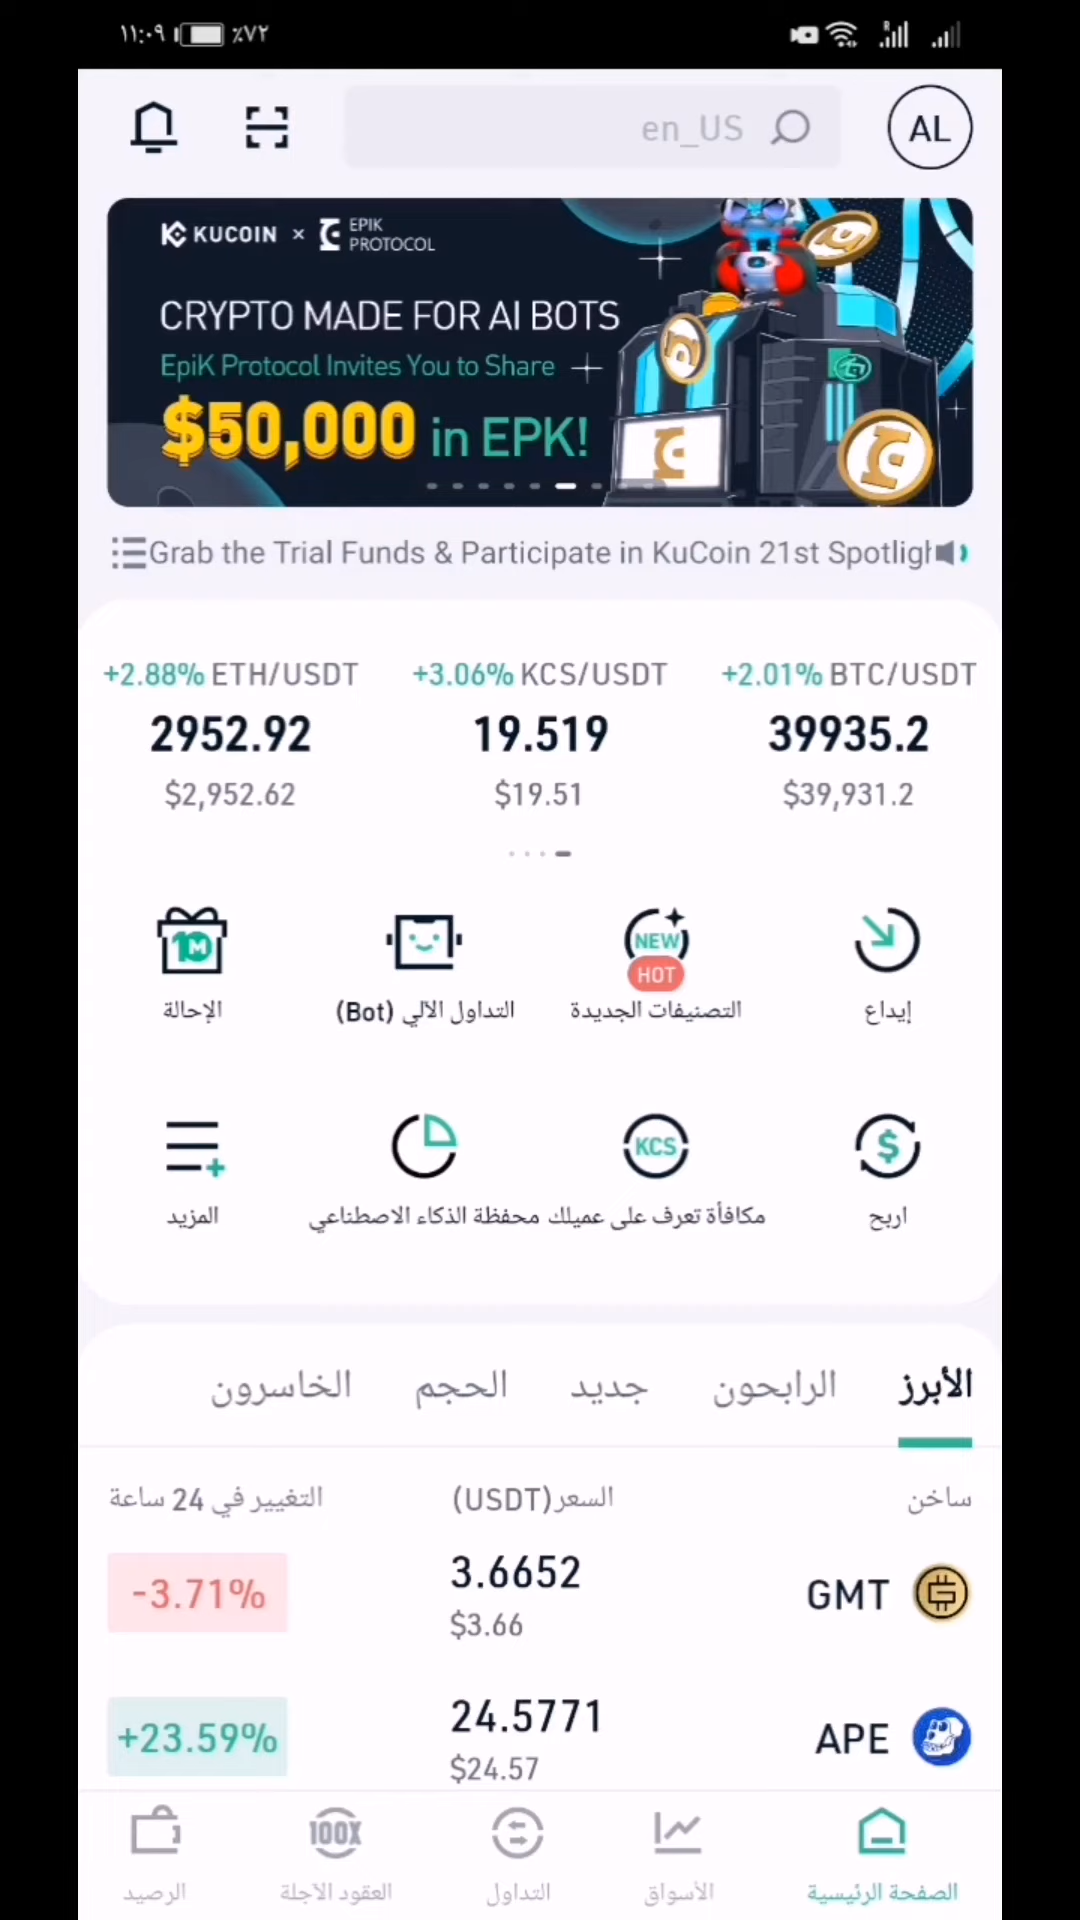 ١١:٠٩ ٪٧٢
AL
en_US
KUCOIN × EPIK PROTOCOL
CRYPTO MADE FOR AI BOTS
EpiK Protocol Invites You to Share
$50,000 in EPK!
Grab the Trial Funds & Participate in KuCoin 21st Spotligh
BTC/USDT +2.01% KCS/USDT +3.06% ETH/USDT +2.88%
39935.2 19.519 2952.92
$39,931.2 $19.51 $2,952.62
NEW 10M
HOT
إيداع التصنيفات الجديدة التداول الآلي (Bot) الإحالة
$ KCS
اربح مكافأة تعرف على عميلك محفظة الذكاء الاصطناعي المزيد
الأبرز الرابحون جديد الحجم الخاسرون
ساخن السعر(USDT) التغيير في 24 ساعة
GMT 3.6652 -3.71%
$3.66
APE 24.5771 +23.59%
$24.57
100X
الصفحة الرئيسية الأسواق التداول العقود الآجلة الرصيد